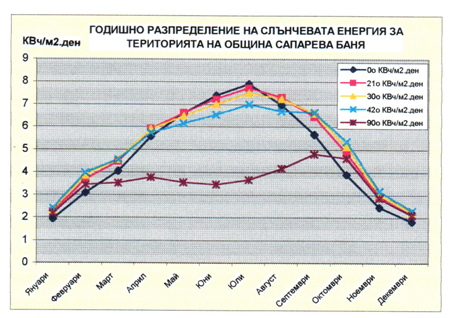 ГОДИШНО РАЗПРЕДЕЛЕНИЕ НА СЛЪНЧЕВАТА ЕНЕРГИЯ ЗА
ТЕРИТОРИЯТА НА ОБЩИНА САПАРЕВА БАНЯ
КВч/м2.ден
9
8
7
6
5
4
3
2
1
0
0о КВч/м2.ден
21о КВч/м2.ден
30о КВч/м2.ден
42о КВч/м2.ден
90о КВч/м2.ден
Януари
Февруари
Март
Април
Май
Юни
Юли
Август
Септември
Октомври
Ноември
Декември